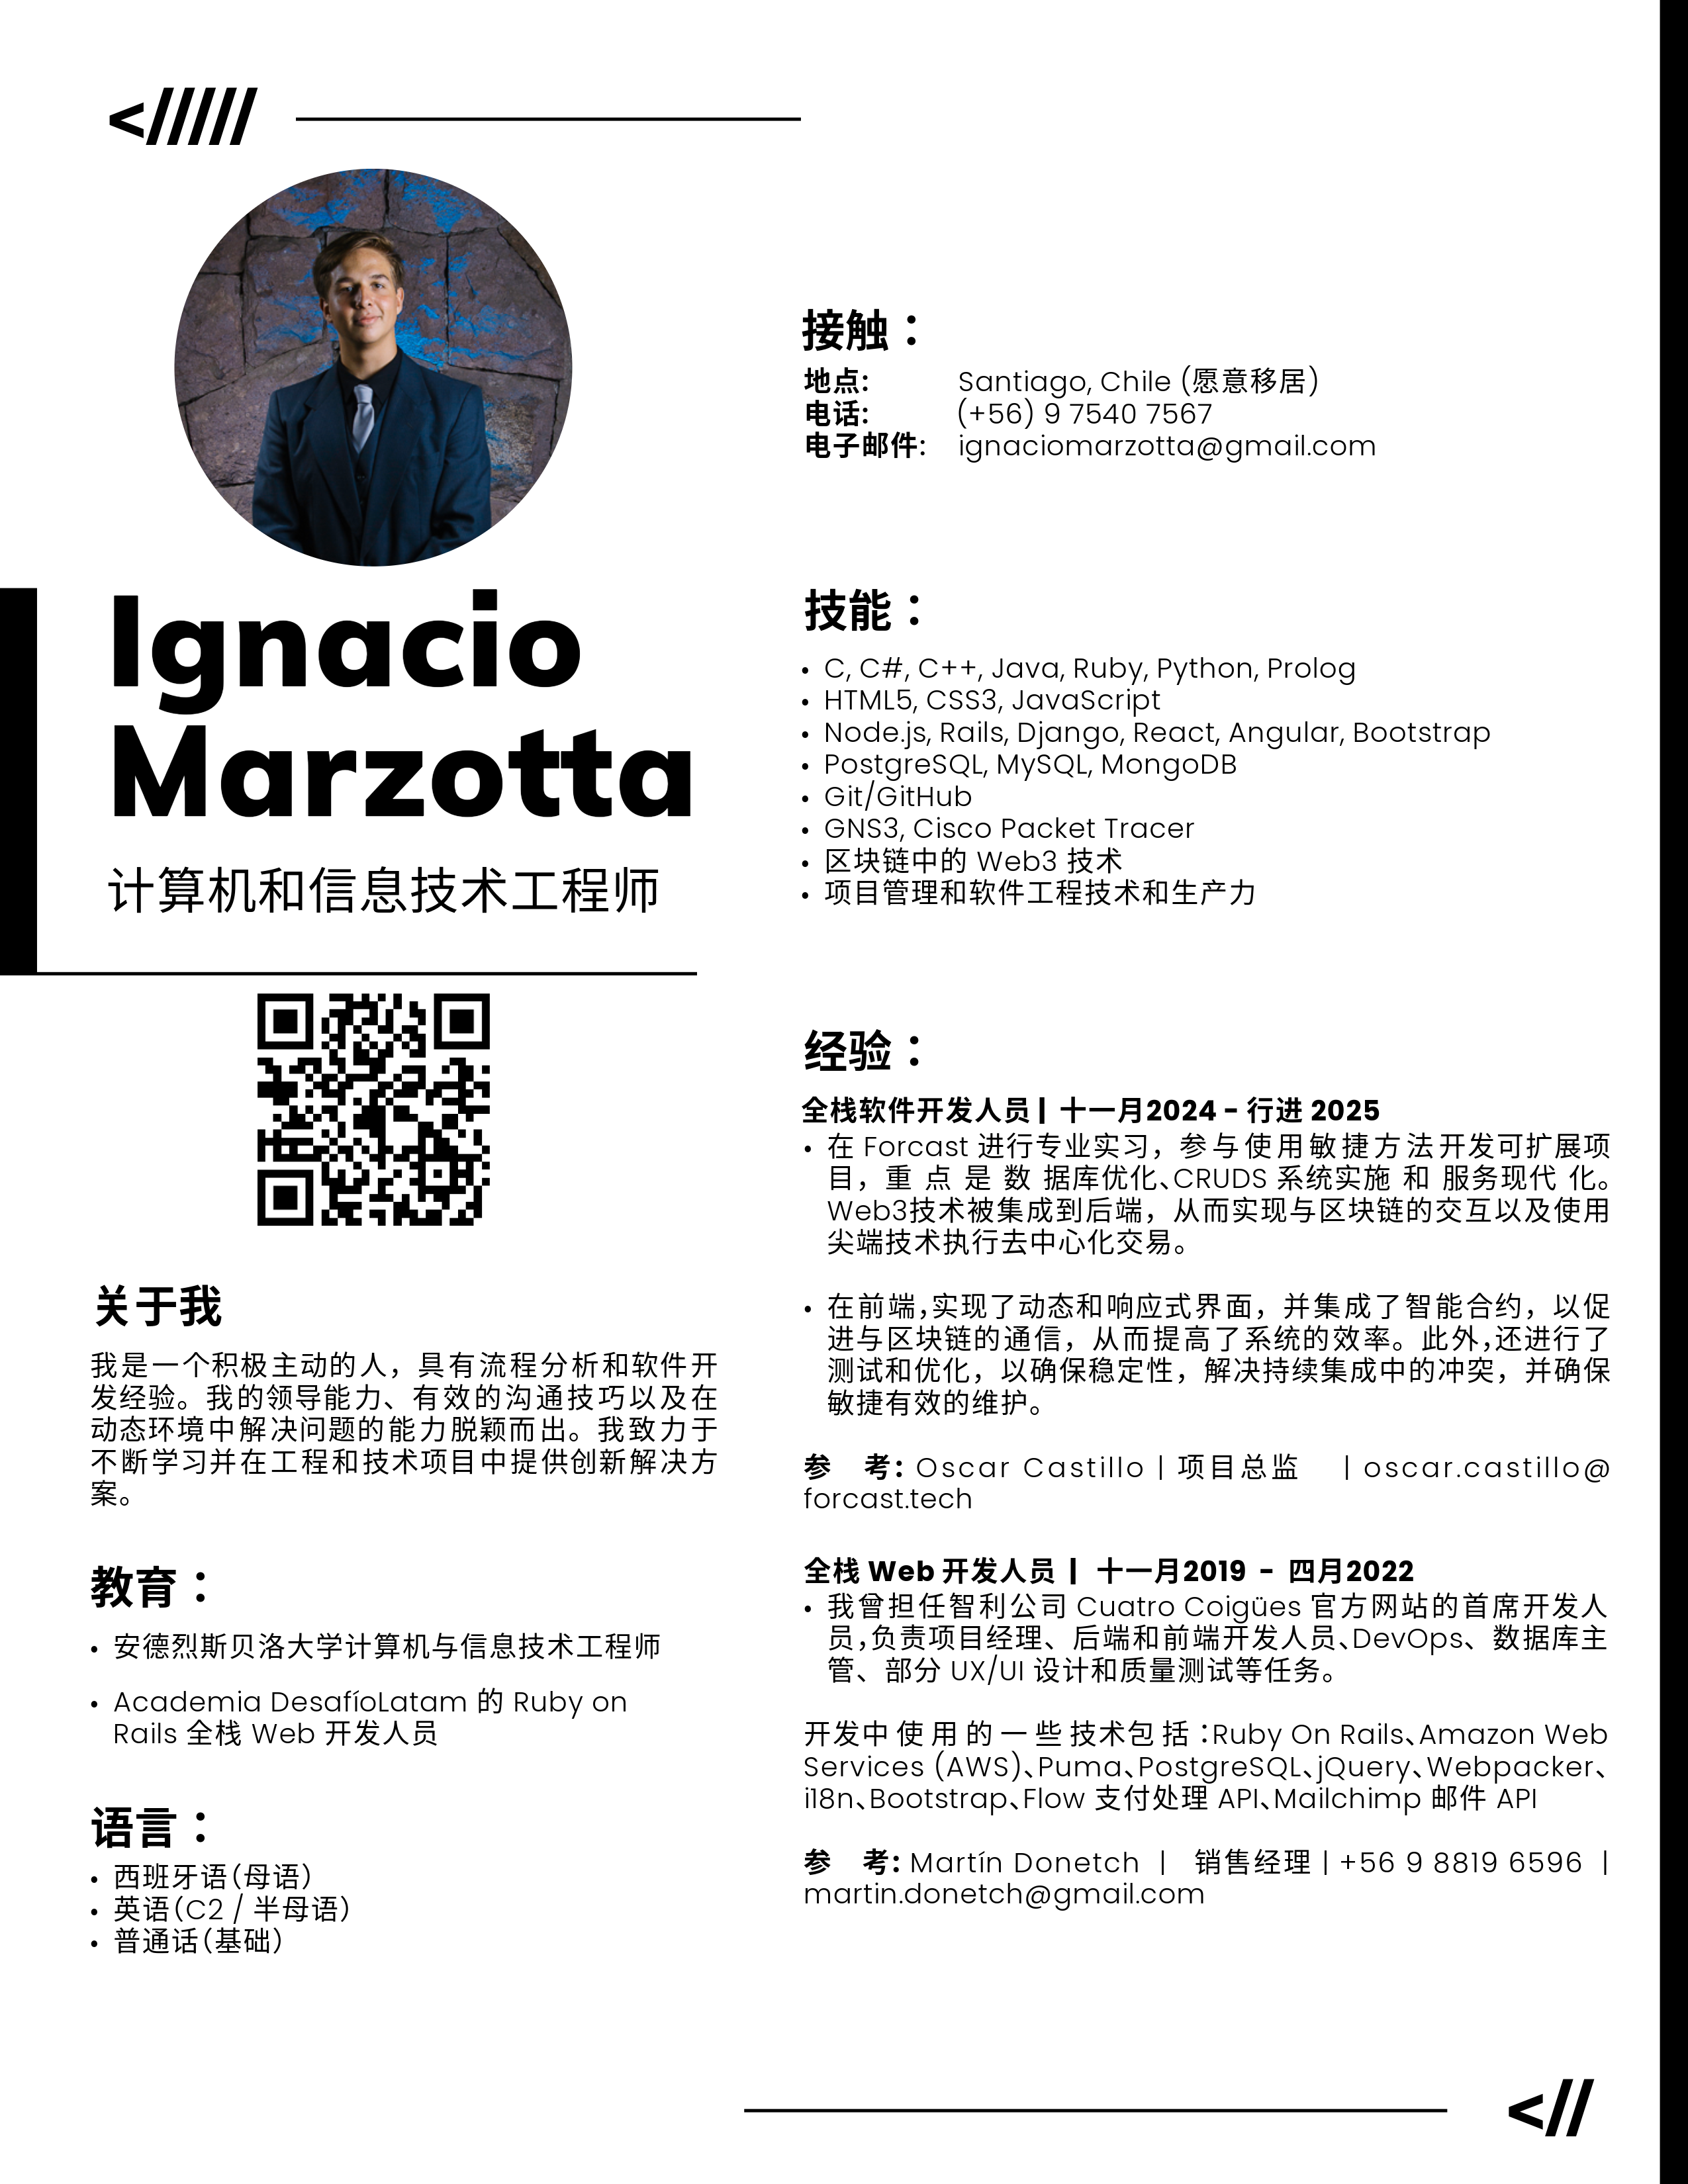 </////
Ignacio
Marzotta
计算机和信息技术工程师
关于我
我是一个积极主动的人，具有流程分析和软件开
发经验。我的领导能力、有效的沟通技巧以及在
动态环境中解决问题的能力脱颖而出。我致力于
不断学习并在工程和技术项目中提供创新解决方
案。
教育：
• 安德烈斯贝洛大学计算机与信息技术工程师
• Academia DesafíoLatam 的 Ruby on
Rails 全栈 Web 开发人员
语言：
• 西班牙语(母语)
• 英语(C2 / 半母语)
• 普通话(基础)
接触：
地点: Santiago, Chile (愿意移居)
电话: (+56) 9 7540 7567
电子邮件: ignaciomarzotta@gmail.com
技能：
• C, C#, C++, Java, Ruby, Python, Prolog
• HTML5, CSS3, JavaScript
• Node.js, Rails, Django, React, Angular, Bootstrap
• PostgreSQL, MySQL, MongoDB
• Git/GitHub
• GNS3, Cisco Packet Tracer
• 区块链中的 Web3 技术
• 项目管理和软件工程技术和生产力
经验：
全栈软件开发人员 | 十一月2024 - 行进 2025
• 在 Forcast 进行专业实习，参与使用敏捷方法开发可扩展项
目，重点是数据库优化、CRUDS 系统实施 和 服务现代 化。
Web3技术被集成到后端，从而实现与区块链的交互以及使用
尖端技术执行去中心化交易。
• 在前端,实现了动态和响应式界面，并集成了智能合约，以促
进与区块链的通信，从而提高了系统的效率。此外,还进行了
测试和优化，以确保稳定性，解决持续集成中的冲突，并确保
敏捷有效的维护。
参 考: Oscar Castillo | 项目总监 | oscar.castillo@
forcast.tech
全栈 Web 开发人员 | 十一月2019 - 四月2022
• 我曾担任智利公司 Cuatro Coigües 官方网站的首席开发人
员,负责项目经理、后端和前端开发人员、DevOps、数据库主
管、部分 UX/UI 设计和质量测试等任务。
开发中使用的一些技术包括:Ruby On Rails、Amazon Web
Services (AWS)、Puma、PostgreSQL、jQuery、Webpacker、
i18n、Bootstrap、Flow 支付处理 API、Mailchimp 邮件 API
参 考: Martín Donetch | 销售经理 | +56 9 8819 6596 |
martin.donetch@gmail.com
<//